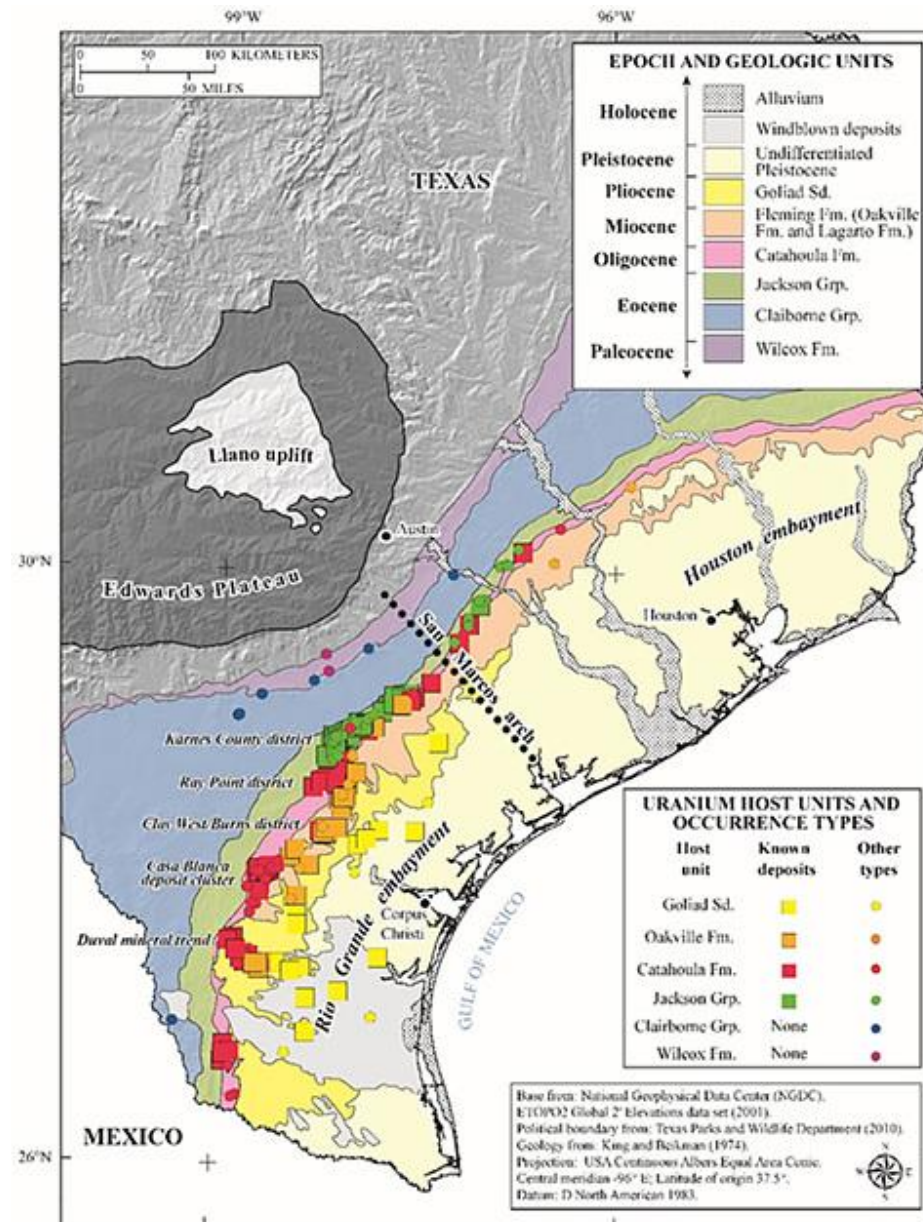 99°W
96°W
0 50 100 KILOMETERS
0 50 MILES
EPOCH AND GEOLOGIC UNITS
Holocene
Alluvium
Windblown deposits
Pleistocene
Undifferentiated
Pleistocene
Pliocene
Goliad Sd.
Miocene
Fleming Fm. (Oakville
Fm. and Lagarto Fm.)
Oligocene
Catahoula Fm.
Eocene
Jackson Grp.
Claiborne Grp.
Paleocene
Wilcox Fm.
TEXAS
Llano uplift
Austin
30°N
Edwards Plateau
Houston embayment
Houston
San Marcos arch
Karnes County district
Ray Point district
Clay West/Burns district
Casa Blanca
deposit cluster
Duval mineral trend
Rio Grande embayment
Corpus
Christi
GULF OF MEXICO
MEXICO
26°N
URANIUM HOST UNITS AND
OCCURRENCE TYPES
Host
unit
Known
deposits
Other
types
Goliad Sd.
Oakville Fm.
Catahoula Fm.
Jackson Grp.
Clairborne Grp. None
Wilcox Fm. None
Base from: National Geophysical Data Center (NGDC),
ETOPO2 Global 2' Elevations data set (2001).
Political boundary from: Texas Parks and Wildlife Department (2010).
Geology from: King and Beikman (1974).
Projection: USA Continuous Albers Equal Area Conic.
Central meridian -96° E; Latitude of origin 37.5°.
Datum: D North American 1983.
N
W E
S